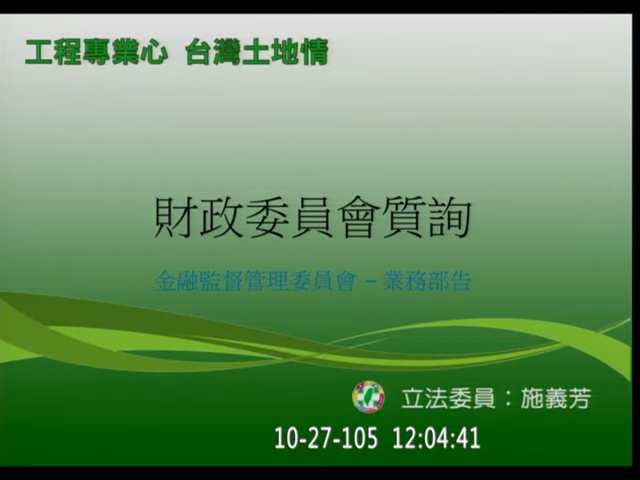 工程專業心 台灣土地情
財政委員會質詢
金融監督管理委員會－業務部告
立法委員：施義芳
10-27-105 12:04:41